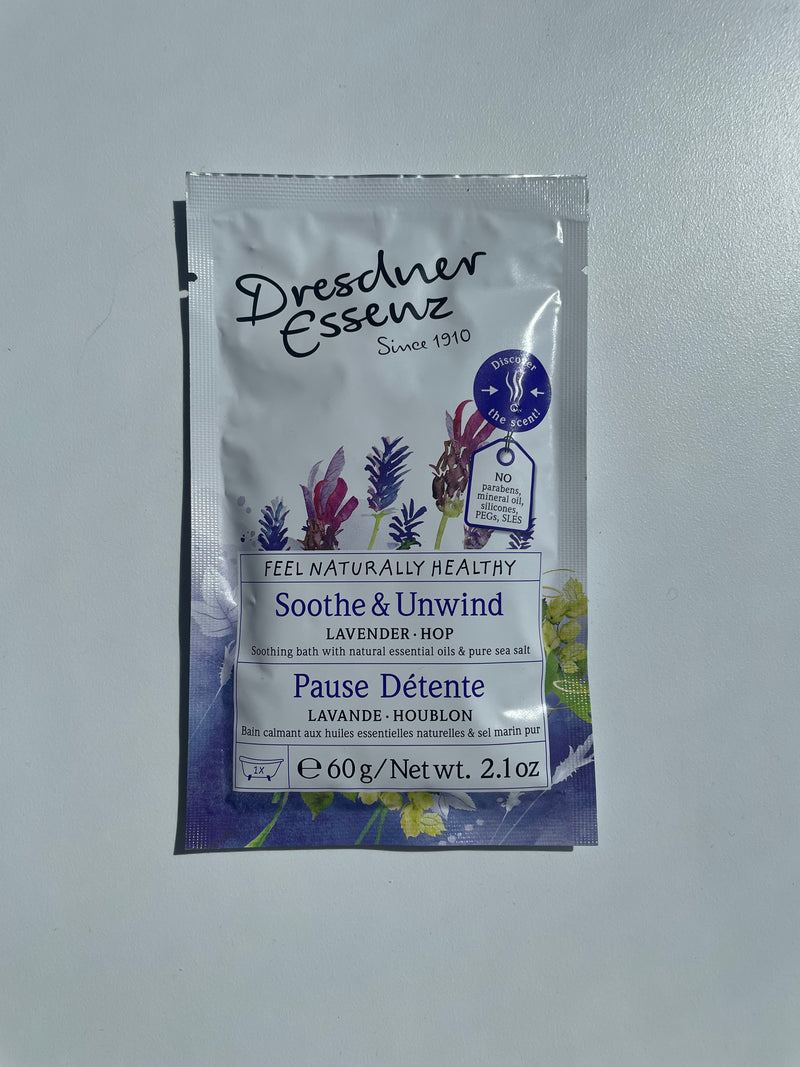 Dresdner
Essenz
Since 1910
Discover
the scent!
NO
parabens,
mineral oil,
silicones,
PEGs, SLES
FEEL NATURALLY HEALTHY
Soothe & Unwind
LAVENDER · HOP
Soothing bath with natural essential oils & pure sea salt
Pause Détente
LAVANDE · HOUBLON
Bain calmant aux huiles essentielles naturelles & sel marin pur
1X
℮ 60 g/Net wt. 2.1 oz